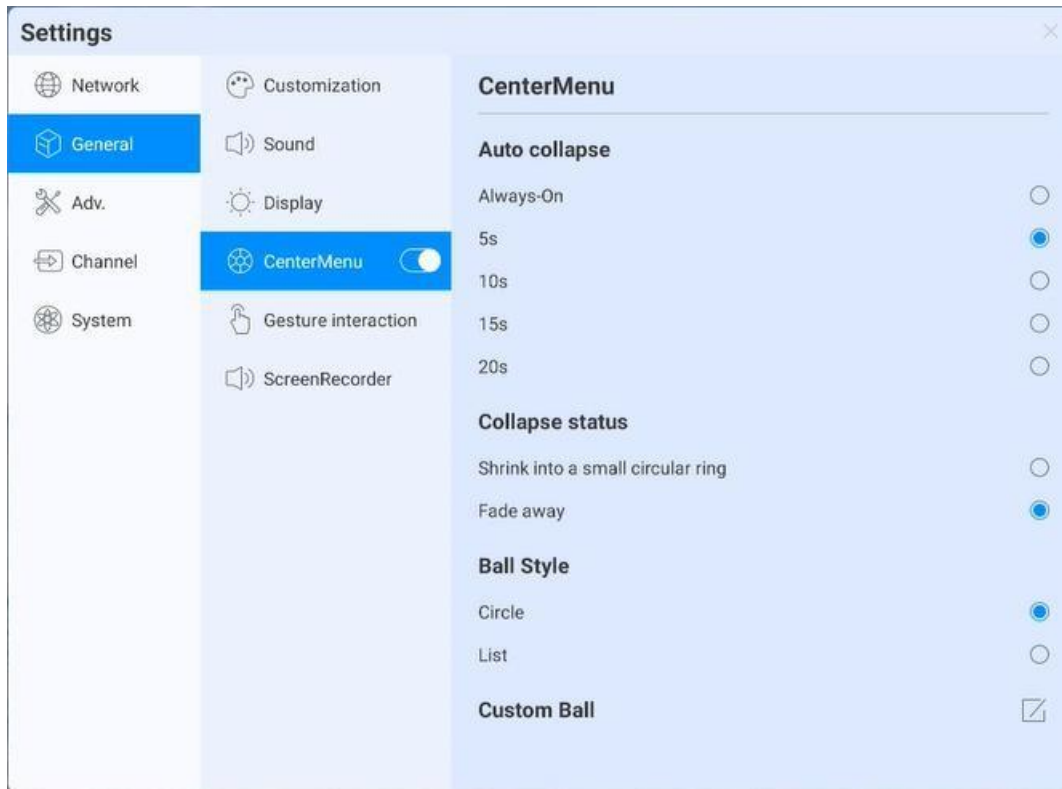 Settings
Network
General
Adv.
Channel
System
Customization
Sound
Display
CenterMenu
Gesture interaction
ScreenRecorder
CenterMenu
Auto collapse
Always-On
5s
10s
15s
20s
Collapse status
Shrink into a small circular ring
Fade away
Ball Style
Circle
List
Custom Ball